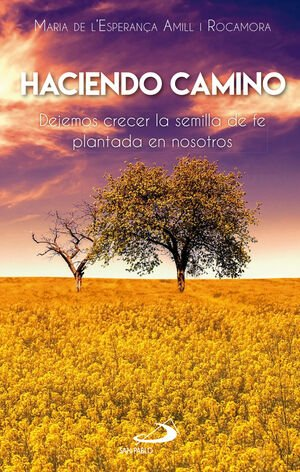 Maria de l'Esperança Amill i Rocamora
HACIENDO CAMINO
Dejemos crecer la semilla de fe
plantada en nosotros
SAN PABLO